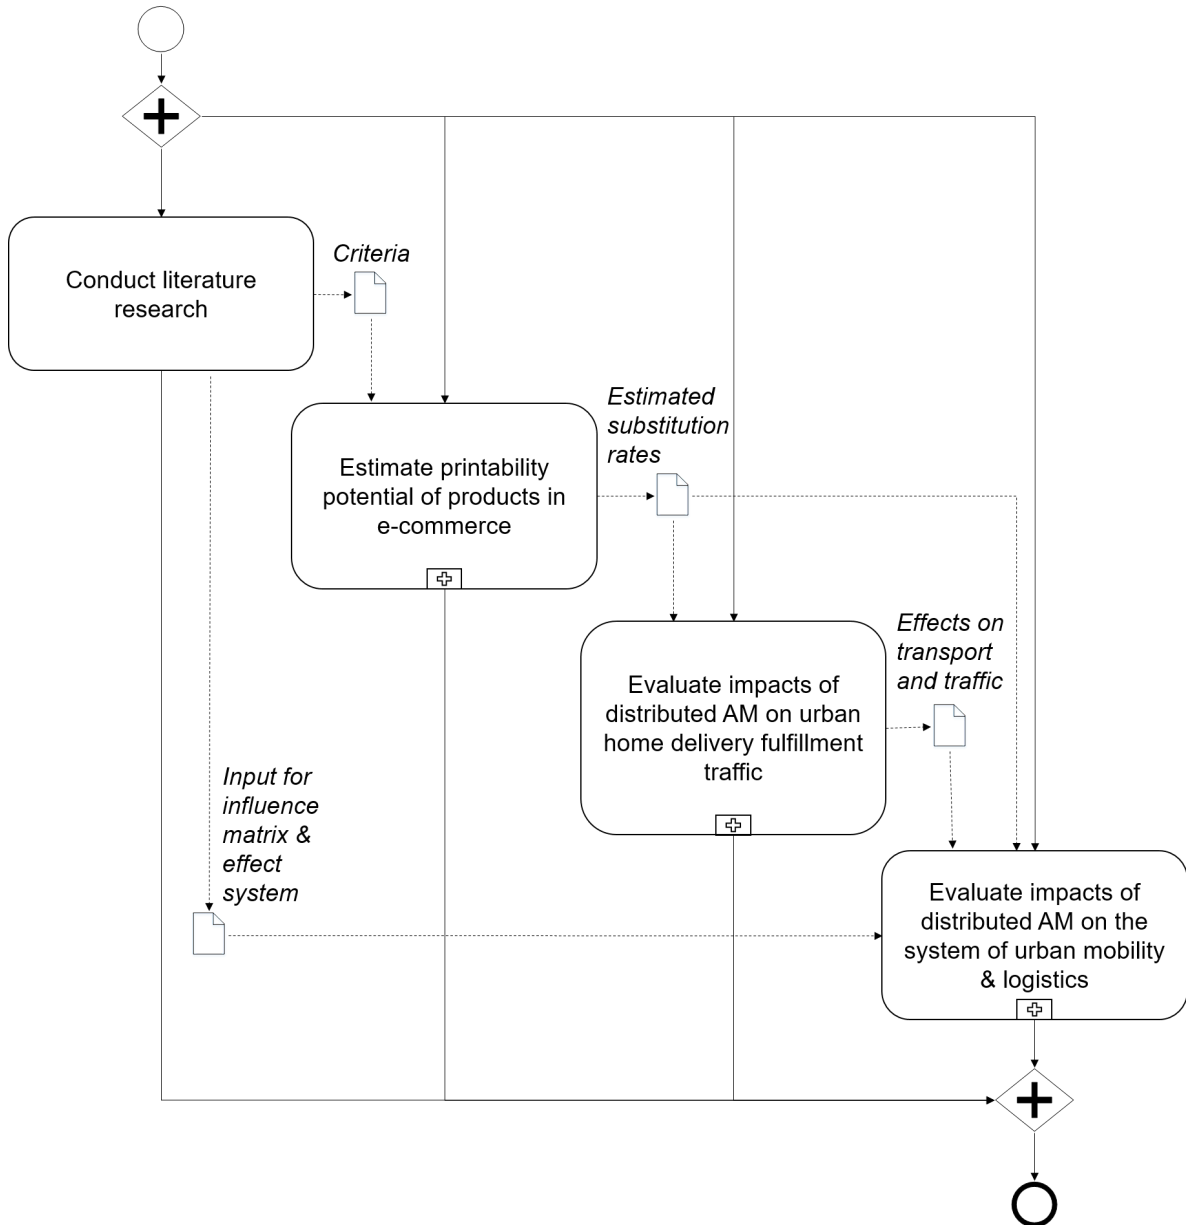 Conduct literature
research
Criteria
Estimate printability
potential of products in
e-commerce
Estimated
substitution
rates
Evaluate impacts of
distributed AM on urban
home delivery fulfillment
traffic
Effects on
transport
and traffic
Input for
influence
matrix &
effect
system
Evaluate impacts of
distributed AM on the
system of urban mobility
& logistics